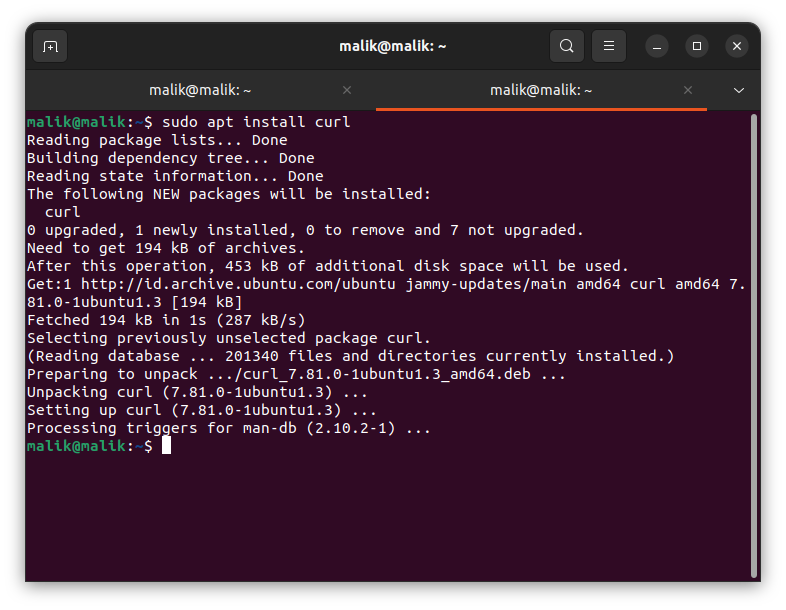 malik@malik: ~
malik@malik: ~
malik@malik: ~
malik@malik:~$ sudo apt install curl
Reading package lists... Done
Building dependency tree... Done
Reading state information... Done
The following NEW packages will be installed:
  curl
0 upgraded, 1 newly installed, 0 to remove and 7 not upgraded.
Need to get 194 kB of archives.
After this operation, 453 kB of additional disk space will be used.
Get:1 http://id.archive.ubuntu.com/ubuntu jammy-updates/main amd64 curl amd64 7.
81.0-1ubuntu1.3 [194 kB]
Fetched 194 kB in 1s (287 kB/s)
Selecting previously unselected package curl.
(Reading database ... 201340 files and directories currently installed.)
Preparing to unpack .../curl_7.81.0-1ubuntu1.3_amd64.deb ...
Unpacking curl (7.81.0-1ubuntu1.3) ...
Setting up curl (7.81.0-1ubuntu1.3) ...
Processing triggers for man-db (2.10.2-1) ...
malik@malik:~$